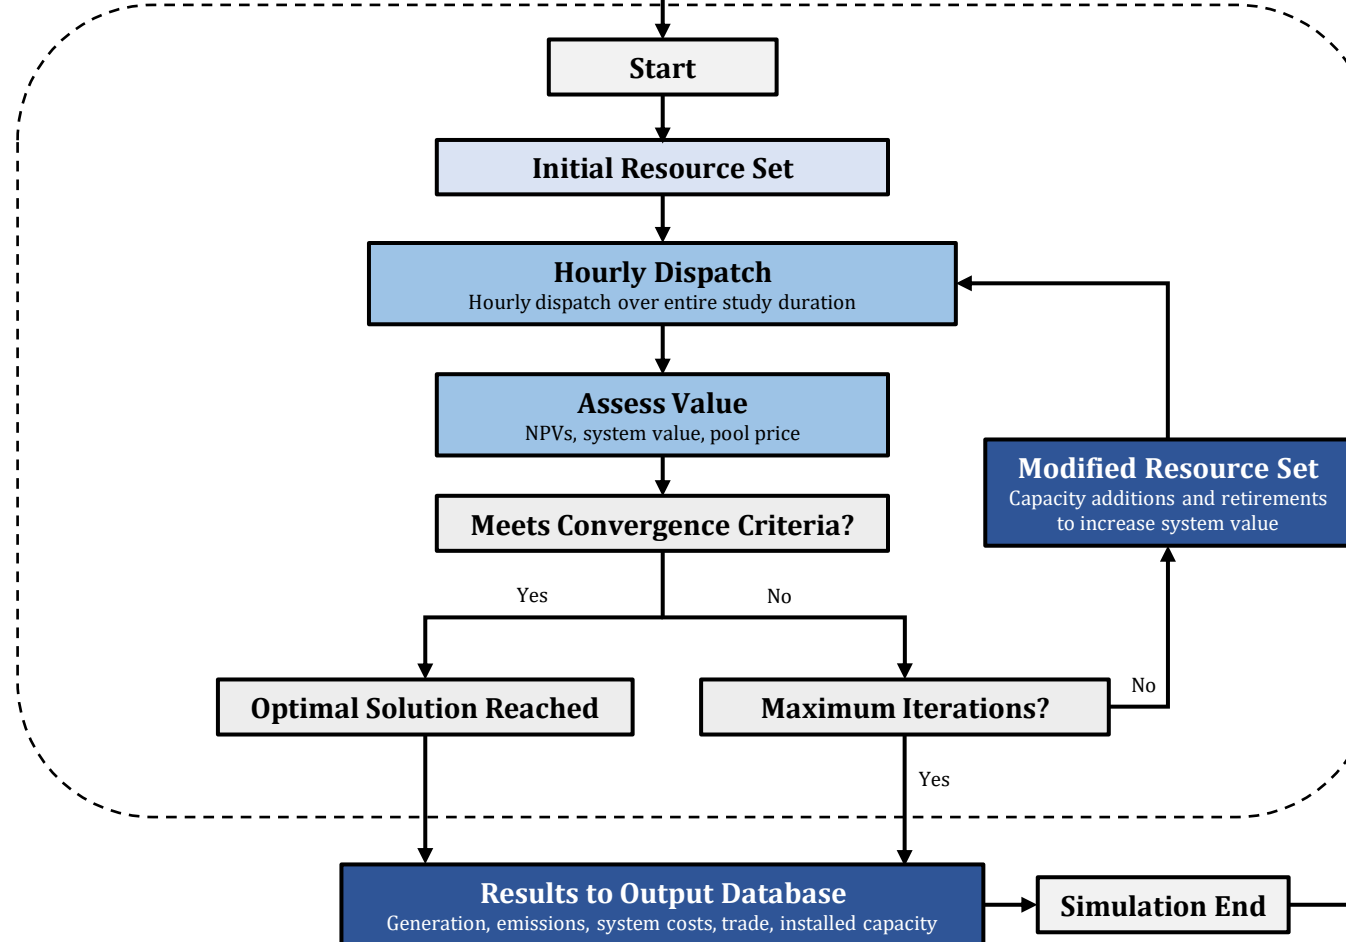 Start
Initial Resource Set
Hourly Dispatch
Hourly dispatch over entire study duration
Assess Value
NPVs, system value, pool price
Modified Resource Set
Capacity additions and retirements
to increase system value
Meets Convergence Criteria?
Yes
No
Optimal Solution Reached
Maximum Iterations?
No
Yes
Results to Output Database
Generation, emissions, system costs, trade, installed capacity
Simulation End